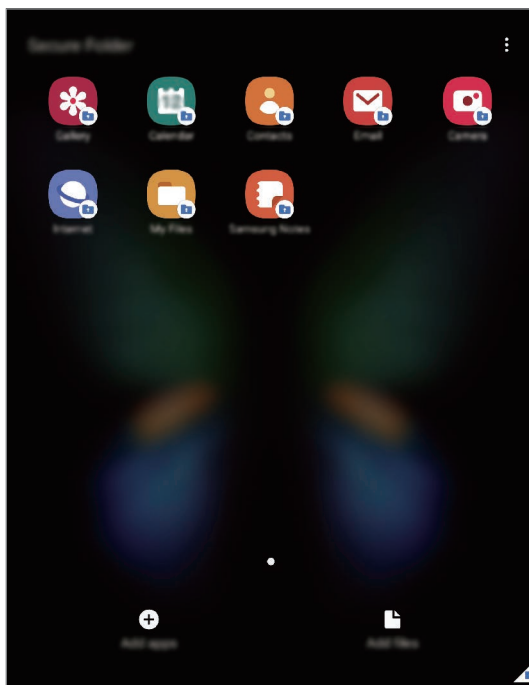 Secure Folder
Gallery Calendar Contacts Email Camera
Internet My Files Samsung Notes
Add apps Add files